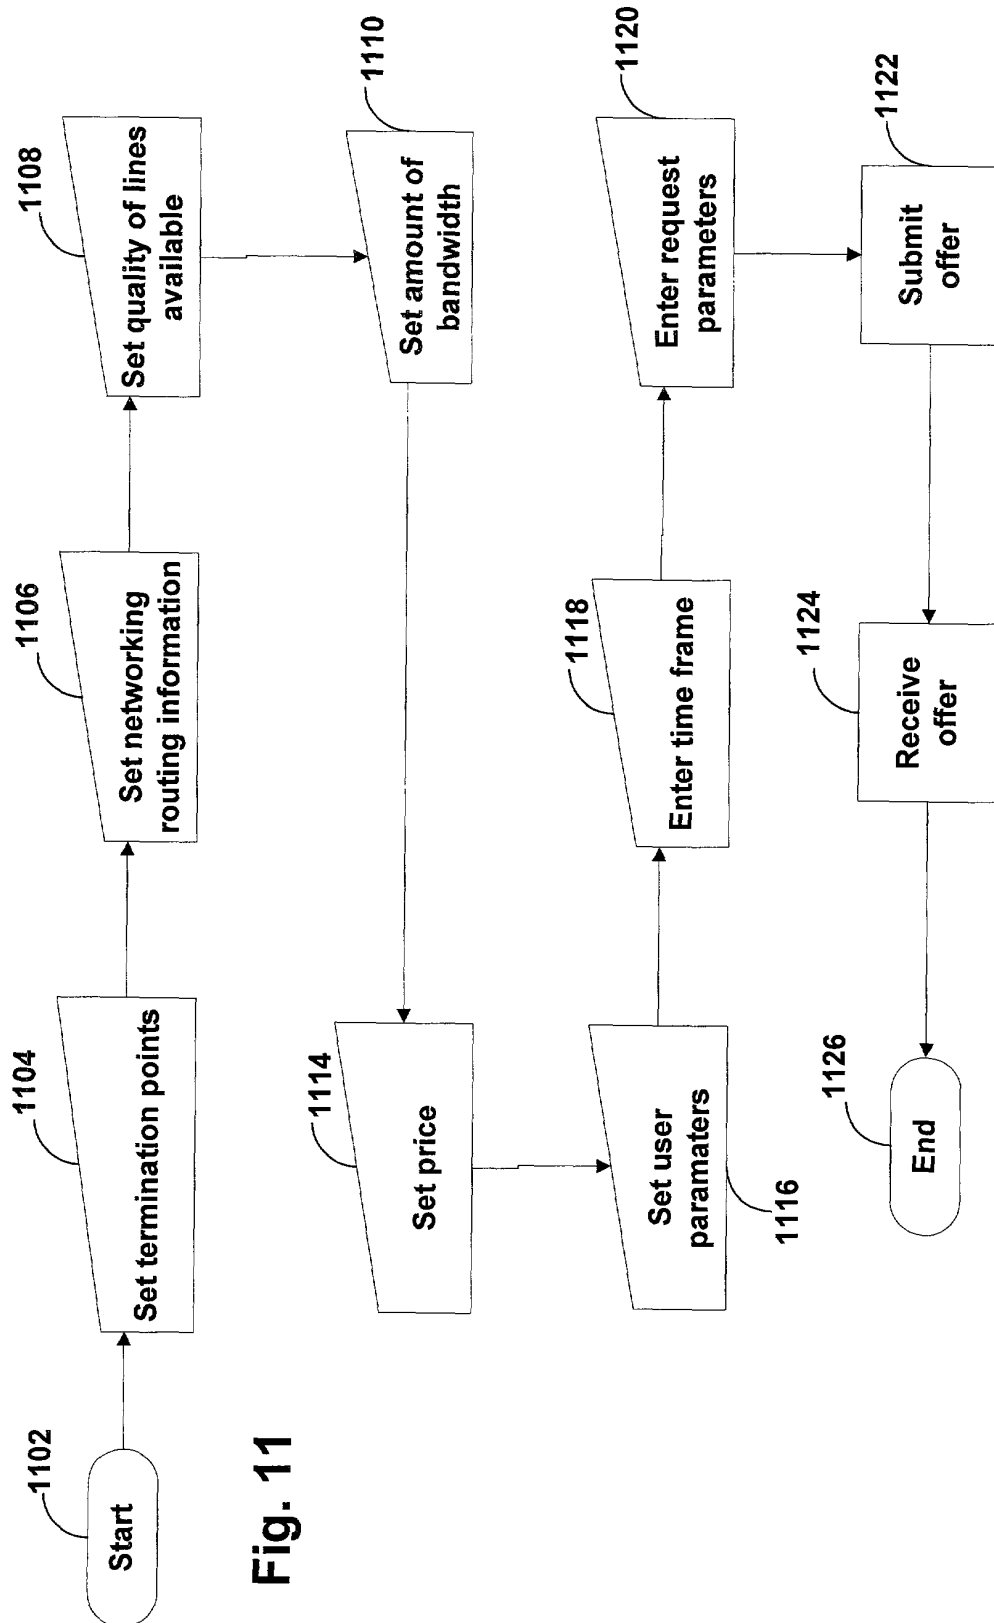 1102
Start
1104
Set termination points
1106
Set networking
routing information
1108
Set quality of lines
available
1110
Set amount of
bandwidth
1114
Set price
1116
Set user
paramaters
1118
Enter time frame
1120
Enter request
parameters
1122
Submit
offer
1124
Receive
offer
1126
End
Fig. 11